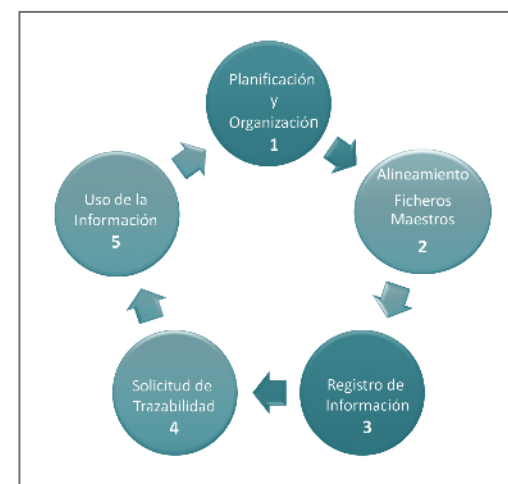 Planificación
y
Organización
1
Alineamiento
Ficheros
Maestros
2
Registro de
Información
3
Solicitud de
Trazabilidad
4
Uso de la
Información
5